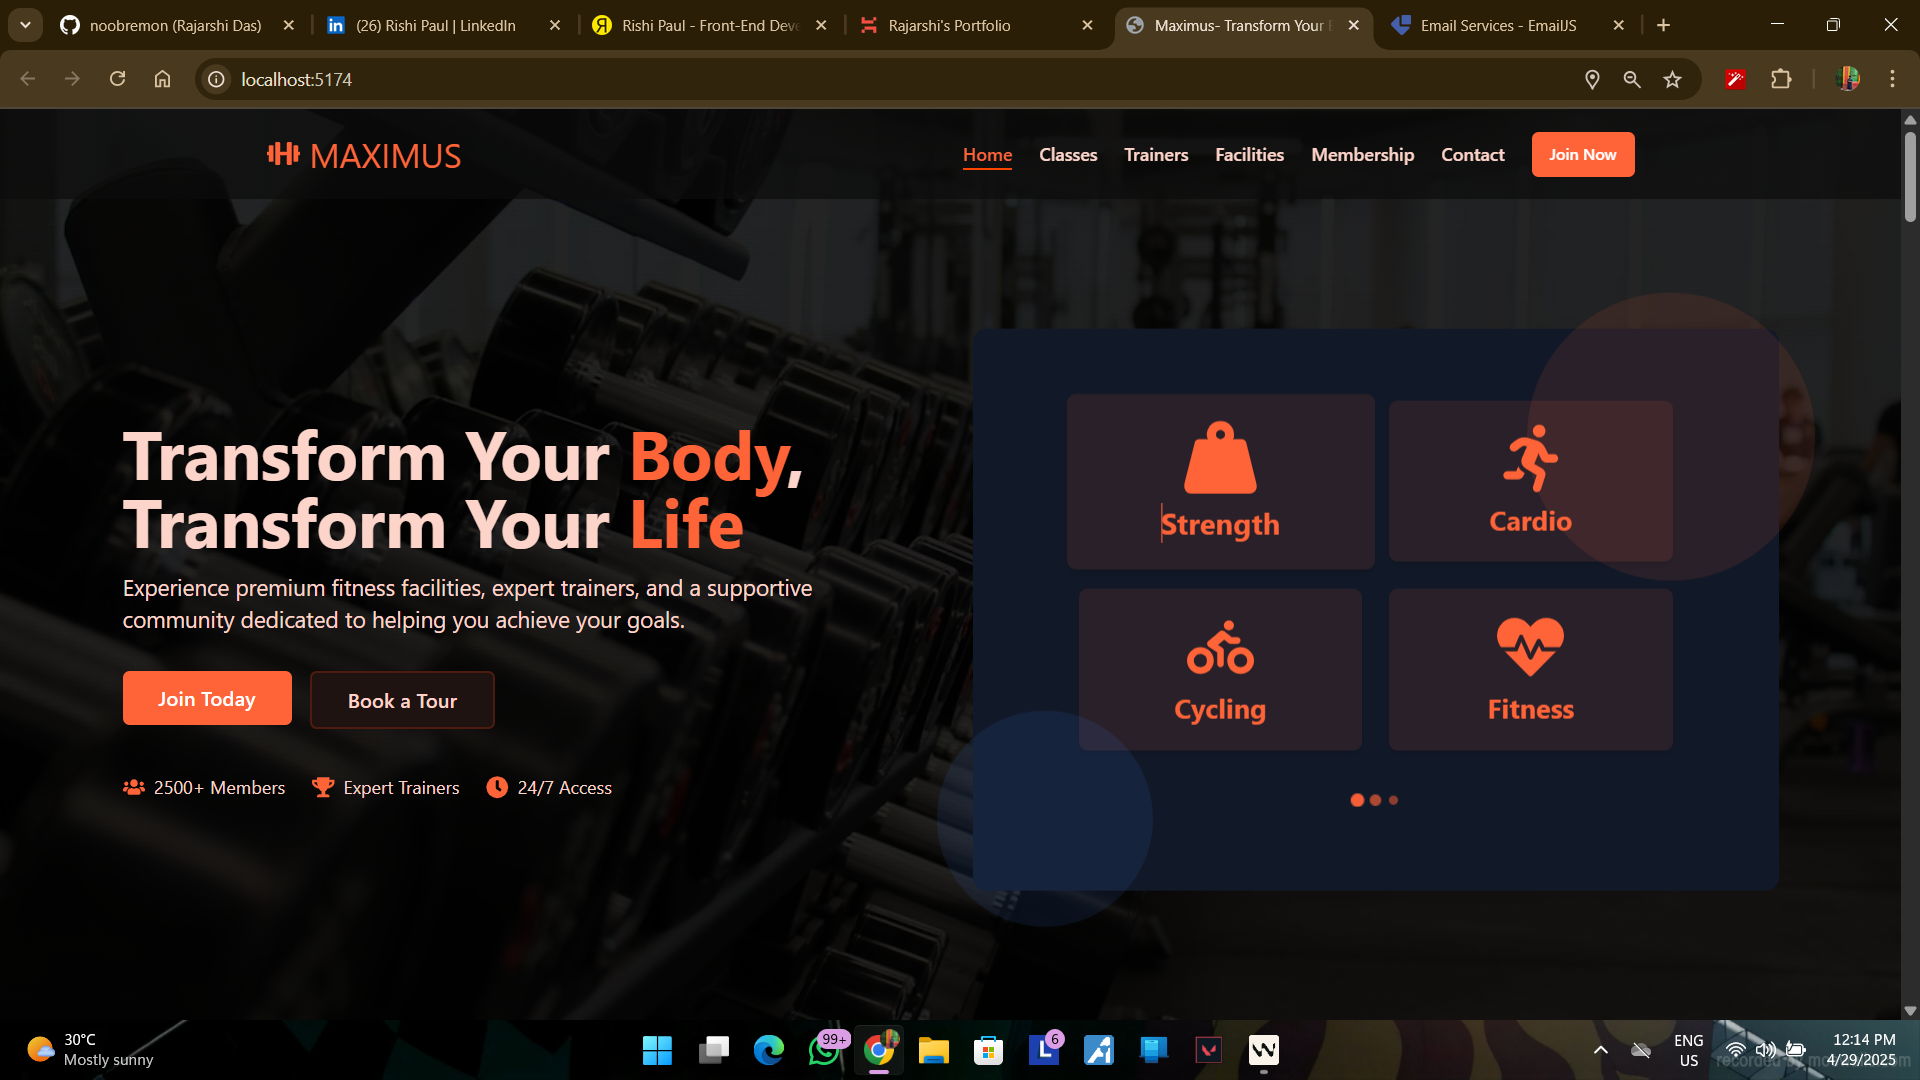 noobremon (Rajarshi Das)
(26) Rishi Paul | LinkedIn
Rishi Paul - Front-End Deve
Rajarshi's Portfolio
Maximus- Transform Your B
Email Services - EmailJS
localhost:5174
MAXIMUS
Home Classes Trainers Facilities Membership Contact Join Now
Transform Your Body,
Transform Your Life
Experience premium fitness facilities, expert trainers, and a supportive
community dedicated to helping you achieve your goals.
Join Today
Book a Tour
2500+ Members Expert Trainers 24/7 Access
Strength
Cardio
Cycling
Fitness
30°C
Mostly sunny
99+
6
ENG
US
12:14 PM
4/29/2025